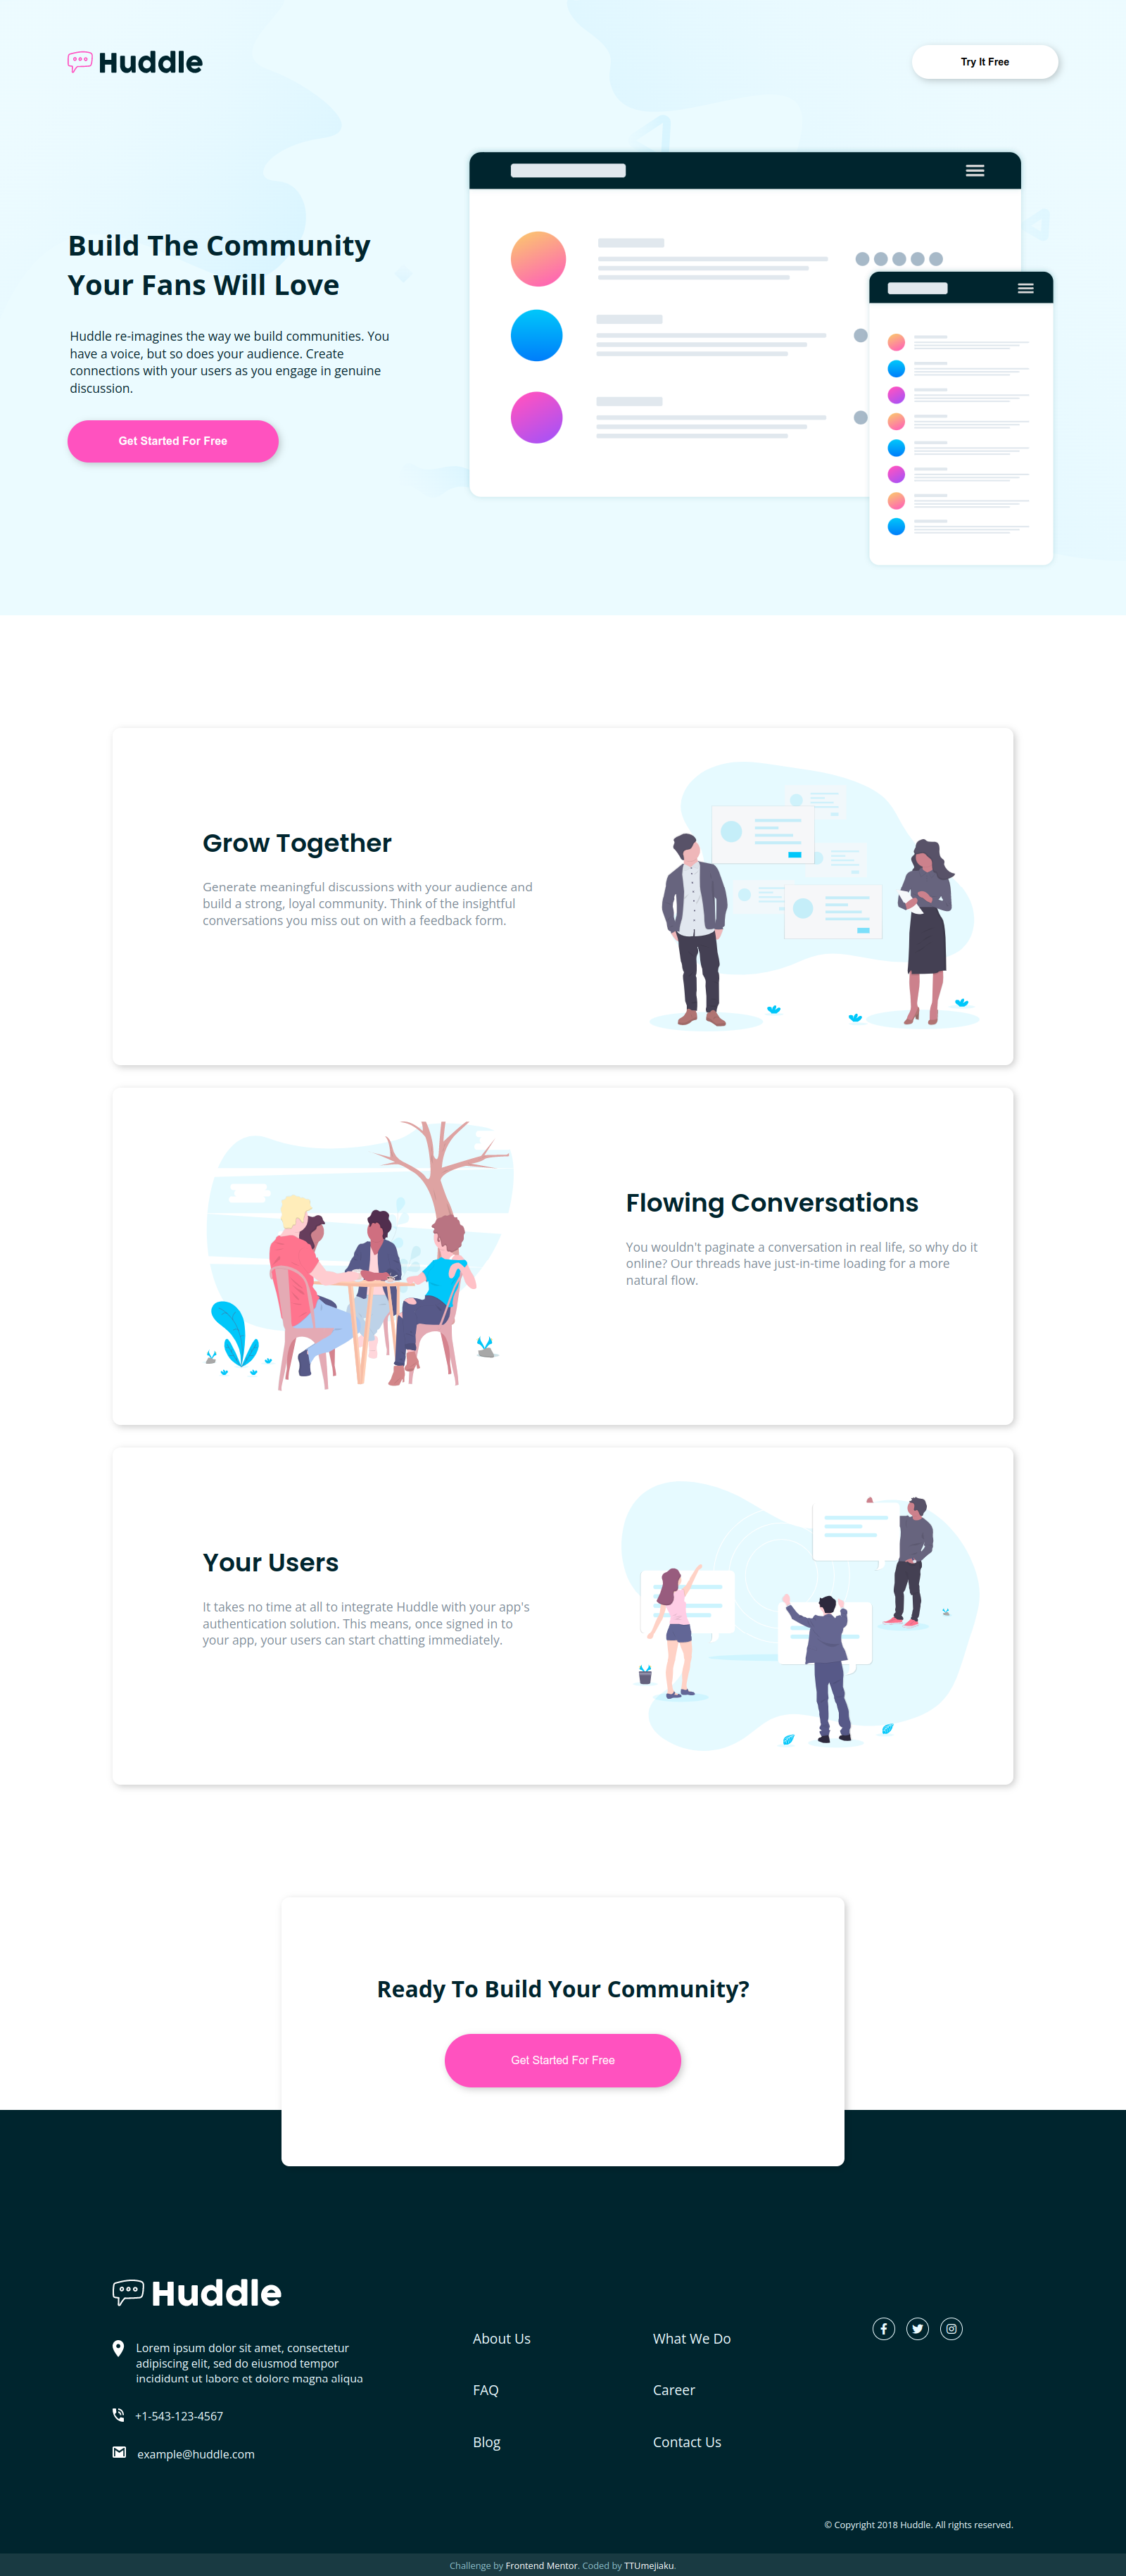 Huddle
Try It Free
Build The Community
Your Fans Will Love
Huddle re-imagines the way we build communities. You
have a voice, but so does your audience. Create
connections with your users as you engage in genuine
discussion.
Get Started For Free
Grow Together
Generate meaningful discussions with your audience and
build a strong, loyal community. Think of the insightful
conversations you miss out on with a feedback form.
Flowing Conversations
You wouldn't paginate a conversation in real life, so why do it
online? Our threads have just-in-time loading for a more
natural flow.
Your Users
It takes no time at all to integrate Huddle with your app's
authentication solution. This means, once signed in to
your app, your users can start chatting immediately.
Ready To Build Your Community?
Get Started For Free
Huddle
Lorem ipsum dolor sit amet, consectetur
adipiscing elit, sed do eiusmod tempor
incididunt ut labore et dolore magna aliqua
+1-543-123-4567
example@huddle.com
About Us
FAQ
Blog
What We Do
Career
Contact Us
© Copyright 2018 Huddle. All rights reserved.
Challenge by Frontend Mentor. Coded by TTUmejiaku.